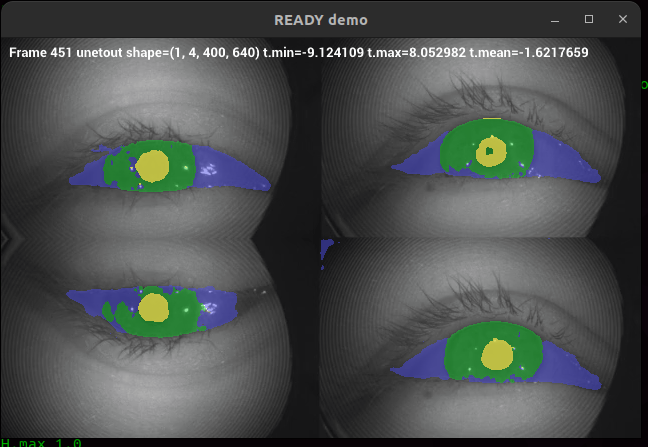 READY demo
Frame 451 unetout shape=(1, 4, 400, 640) t.min=-9.124109 t.max=8.052982 t.mean=-1.6217659
o
H.max 1.0